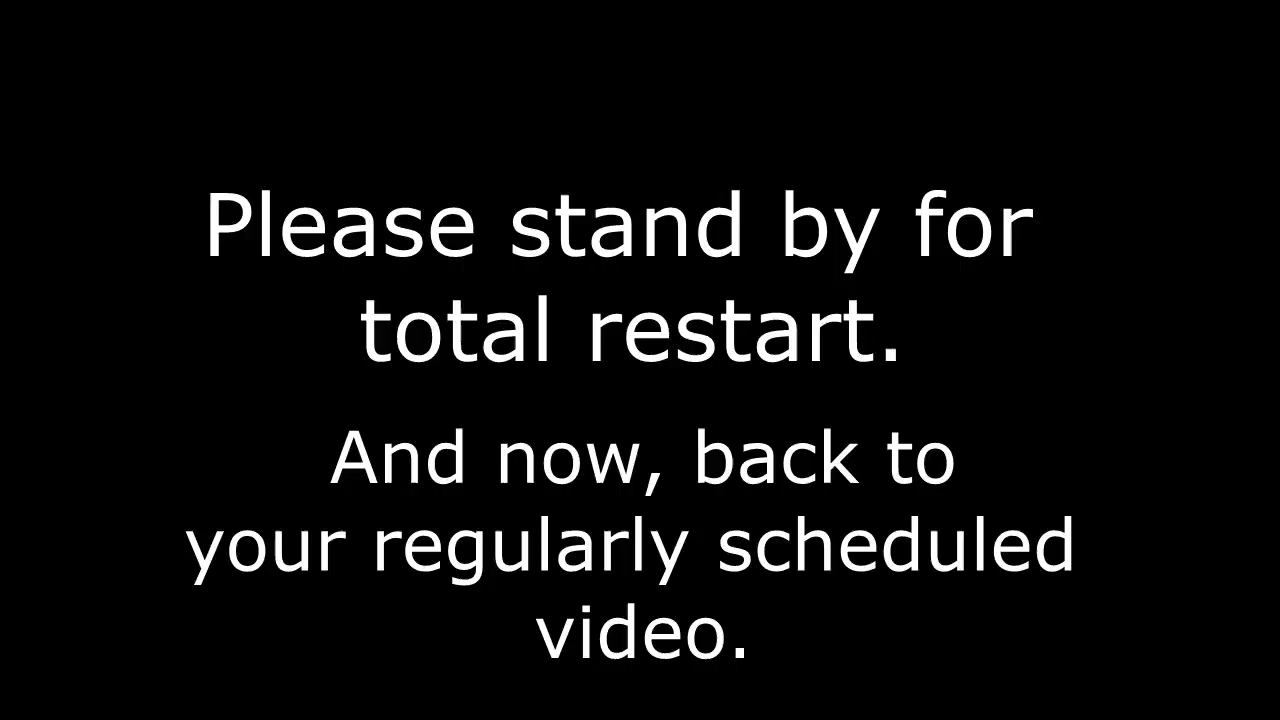 Please stand by for
total restart.
And now, back to
your regularly scheduled
video.